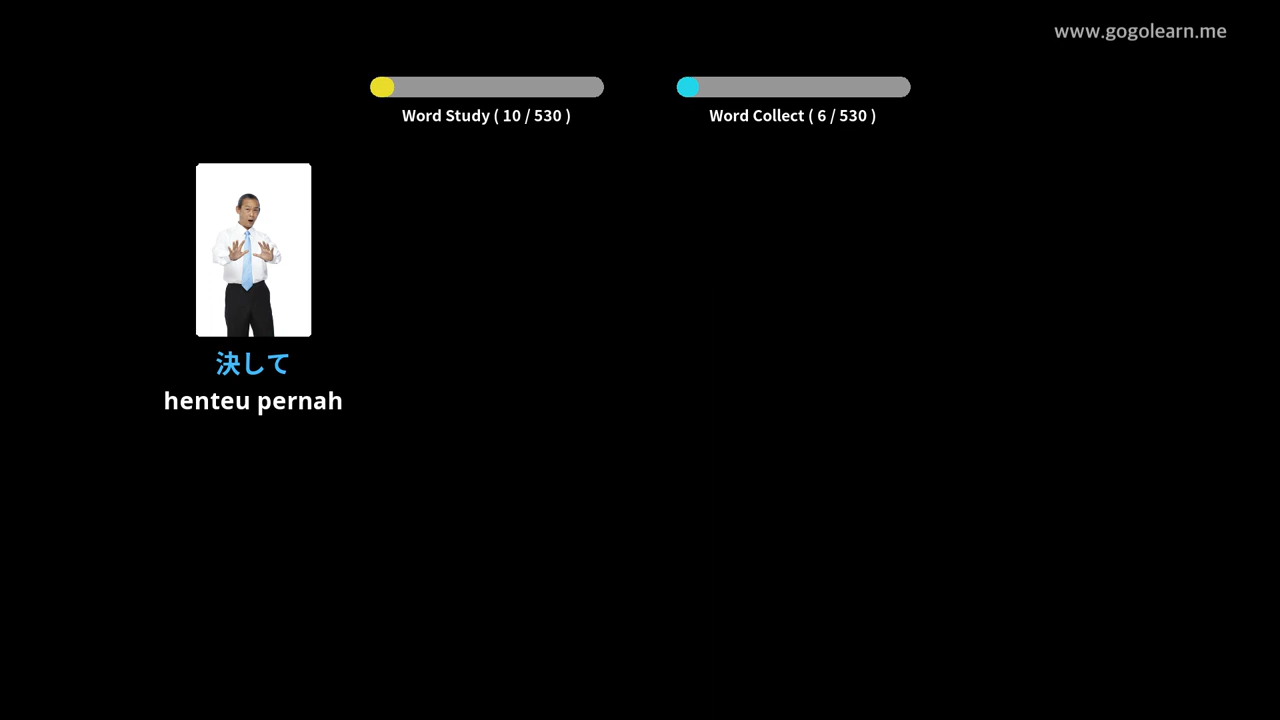 www.gogolearn.me
Word Study ( 10 / 530 )
Word Collect ( 6 / 530 )
決して
henteu pernah